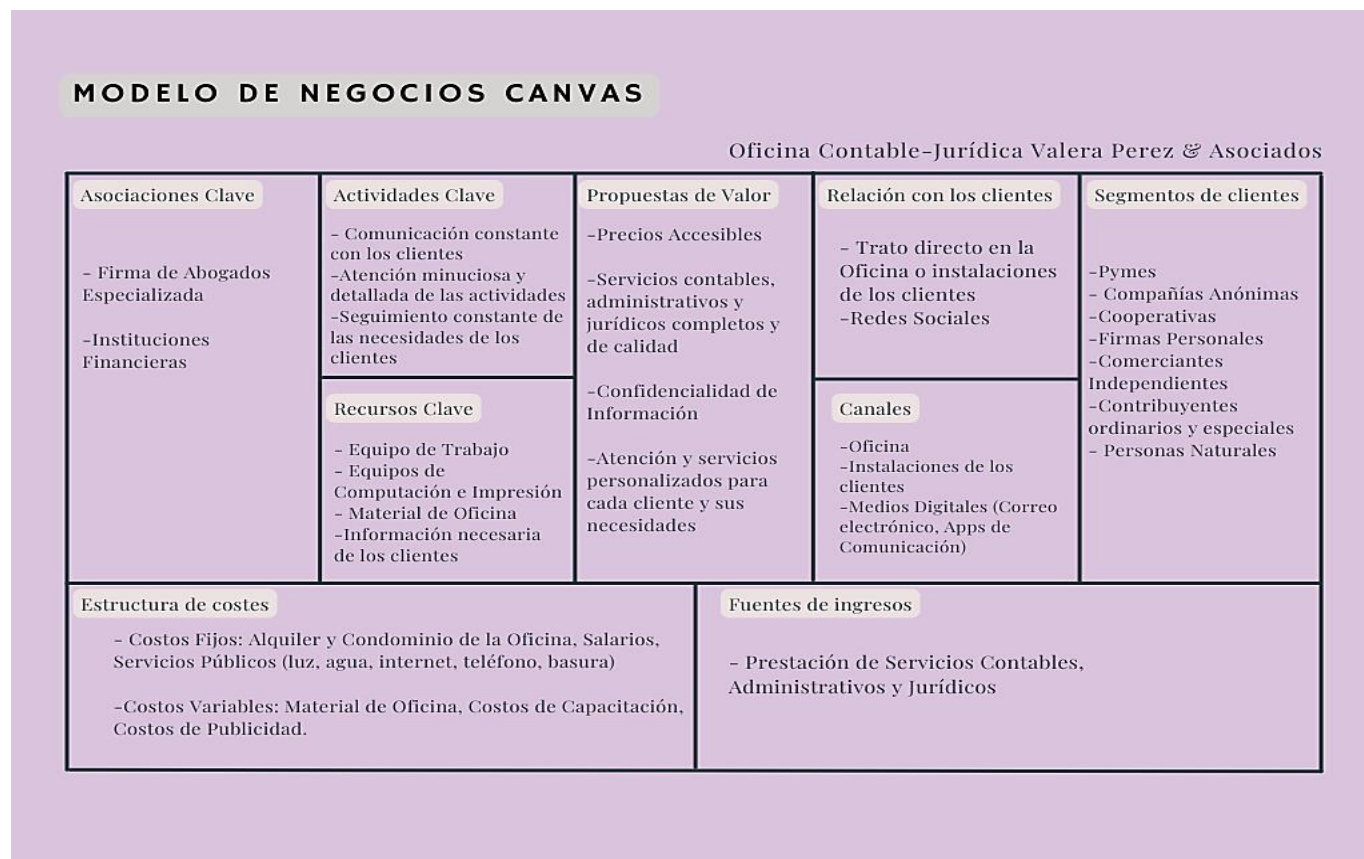 MODELO DE NEGOCIOS CANVAS
Oficina Contable-Jurídica Valera Perez & Asociados
Asociaciones Clave
- Firma de Abogados
Especializada
-Instituciones
Financieras
Actividades Clave
- Comunicación constante
con los clientes
-Atención minuciosa y
detallada de las actividades
-Seguimiento constante de
las necesidades de los
clientes
Recursos Clave
- Equipo de Trabajo
- Equipos de
Computación e Impresión
- Material de Oficina
-Información necesaria
de los clientes
Propuestas de Valor
-Precios Accesibles
-Servicios contables,
administrativos y
jurídicos completos y
de calidad
-Confidencialidad de
Información
-Atención y servicios
personalizados para
cada cliente y sus
necesidades
Relación con los clientes
- Trato directo en la
Oficina o instalaciones
de los clientes
-Redes Sociales
Canales
-Oficina
-Instalaciones de los
clientes
-Medios Digitales (Correo
electrónico, Apps de
Comunicación)
Segmentos de clientes
-Pymes
- Compañías Anónimas
-Cooperativas
-Firmas Personales
-Comerciantes
Independientes
-Contribuyentes
ordinarios y especiales
- Personas Naturales
Estructura de costes
- Costos Fijos: Alquiler y Condominio de la Oficina, Salarios,
Servicios Públicos (luz, agua, internet, teléfono, basura)
-Costos Variables: Material de Oficina, Costos de Capacitación,
Costos de Publicidad.
Fuentes de ingresos
- Prestación de Servicios Contables,
Administrativos y Jurídicos